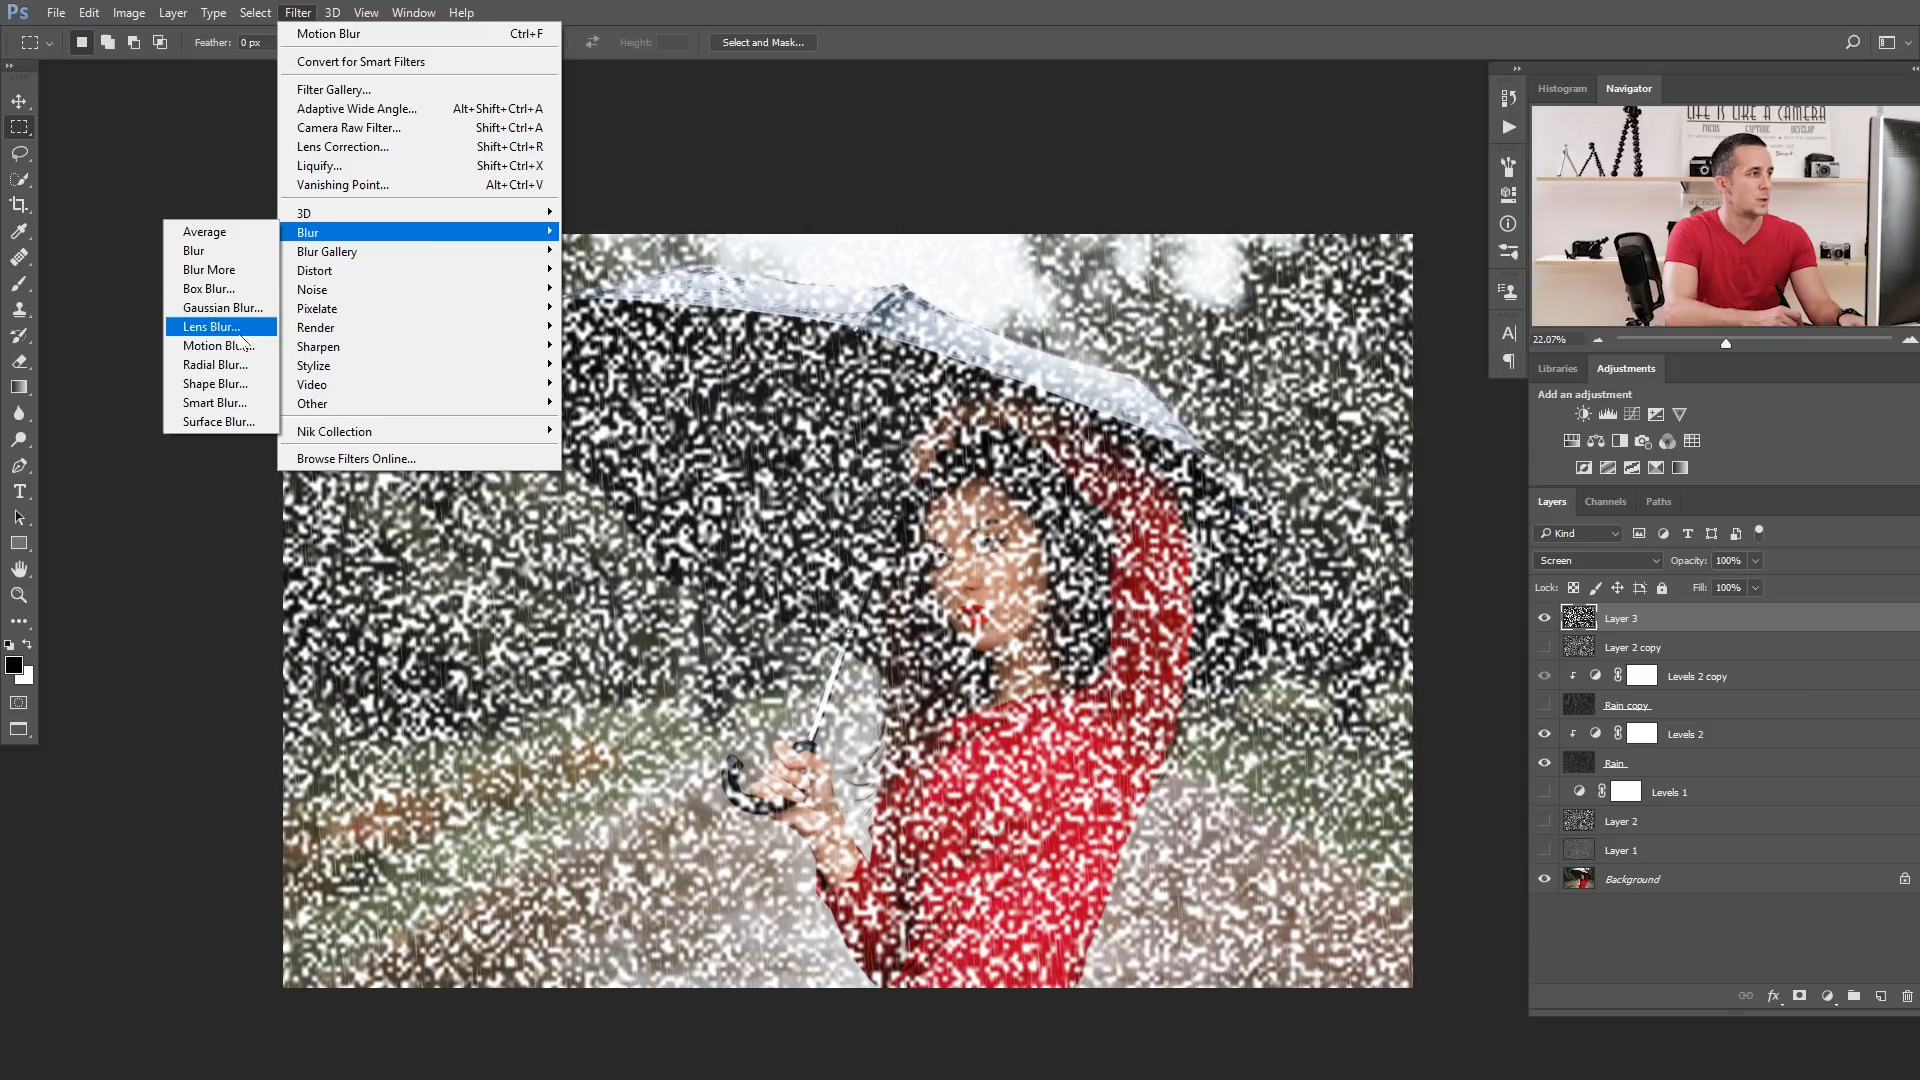 Ps File Edit Image Layer Type Select Filter 3D View Window Help
Feather: 0 px Height: Select and Mask...
Motion Blur Ctrl+F
Convert for Smart Filters
Filter Gallery...
Adaptive Wide Angle... Alt+Shift+Ctrl+A
Camera Raw Filter... Shift+Ctrl+A
Lens Correction... Shift+Ctrl+R
Liquify... Shift+Ctrl+X
Vanishing Point... Alt+Ctrl+V
3D
Blur
Blur Gallery
Distort
Noise
Pixelate
Render
Sharpen
Stylize
Video
Other
Nik Collection
Browse Filters Online...
Average
Blur
Blur More
Box Blur...
Gaussian Blur...
Lens Blur...
Motion Blur...
Radial Blur...
Shape Blur...
Smart Blur...
Surface Blur...
Histogram Navigator
LIFE IS LIKE A CAMERA
FOCUS CAPTURE DEVELOP
22.07%
Libraries Adjustments
Add an adjustment
Layers Channels Paths
Kind
Screen Opacity: 100%
Lock: Fill: 100%
Layer 3
Layer 2 copy
Levels 2 copy
Rain copy
Levels 2
Rain
Levels 1
Layer 2
Layer 1
Background